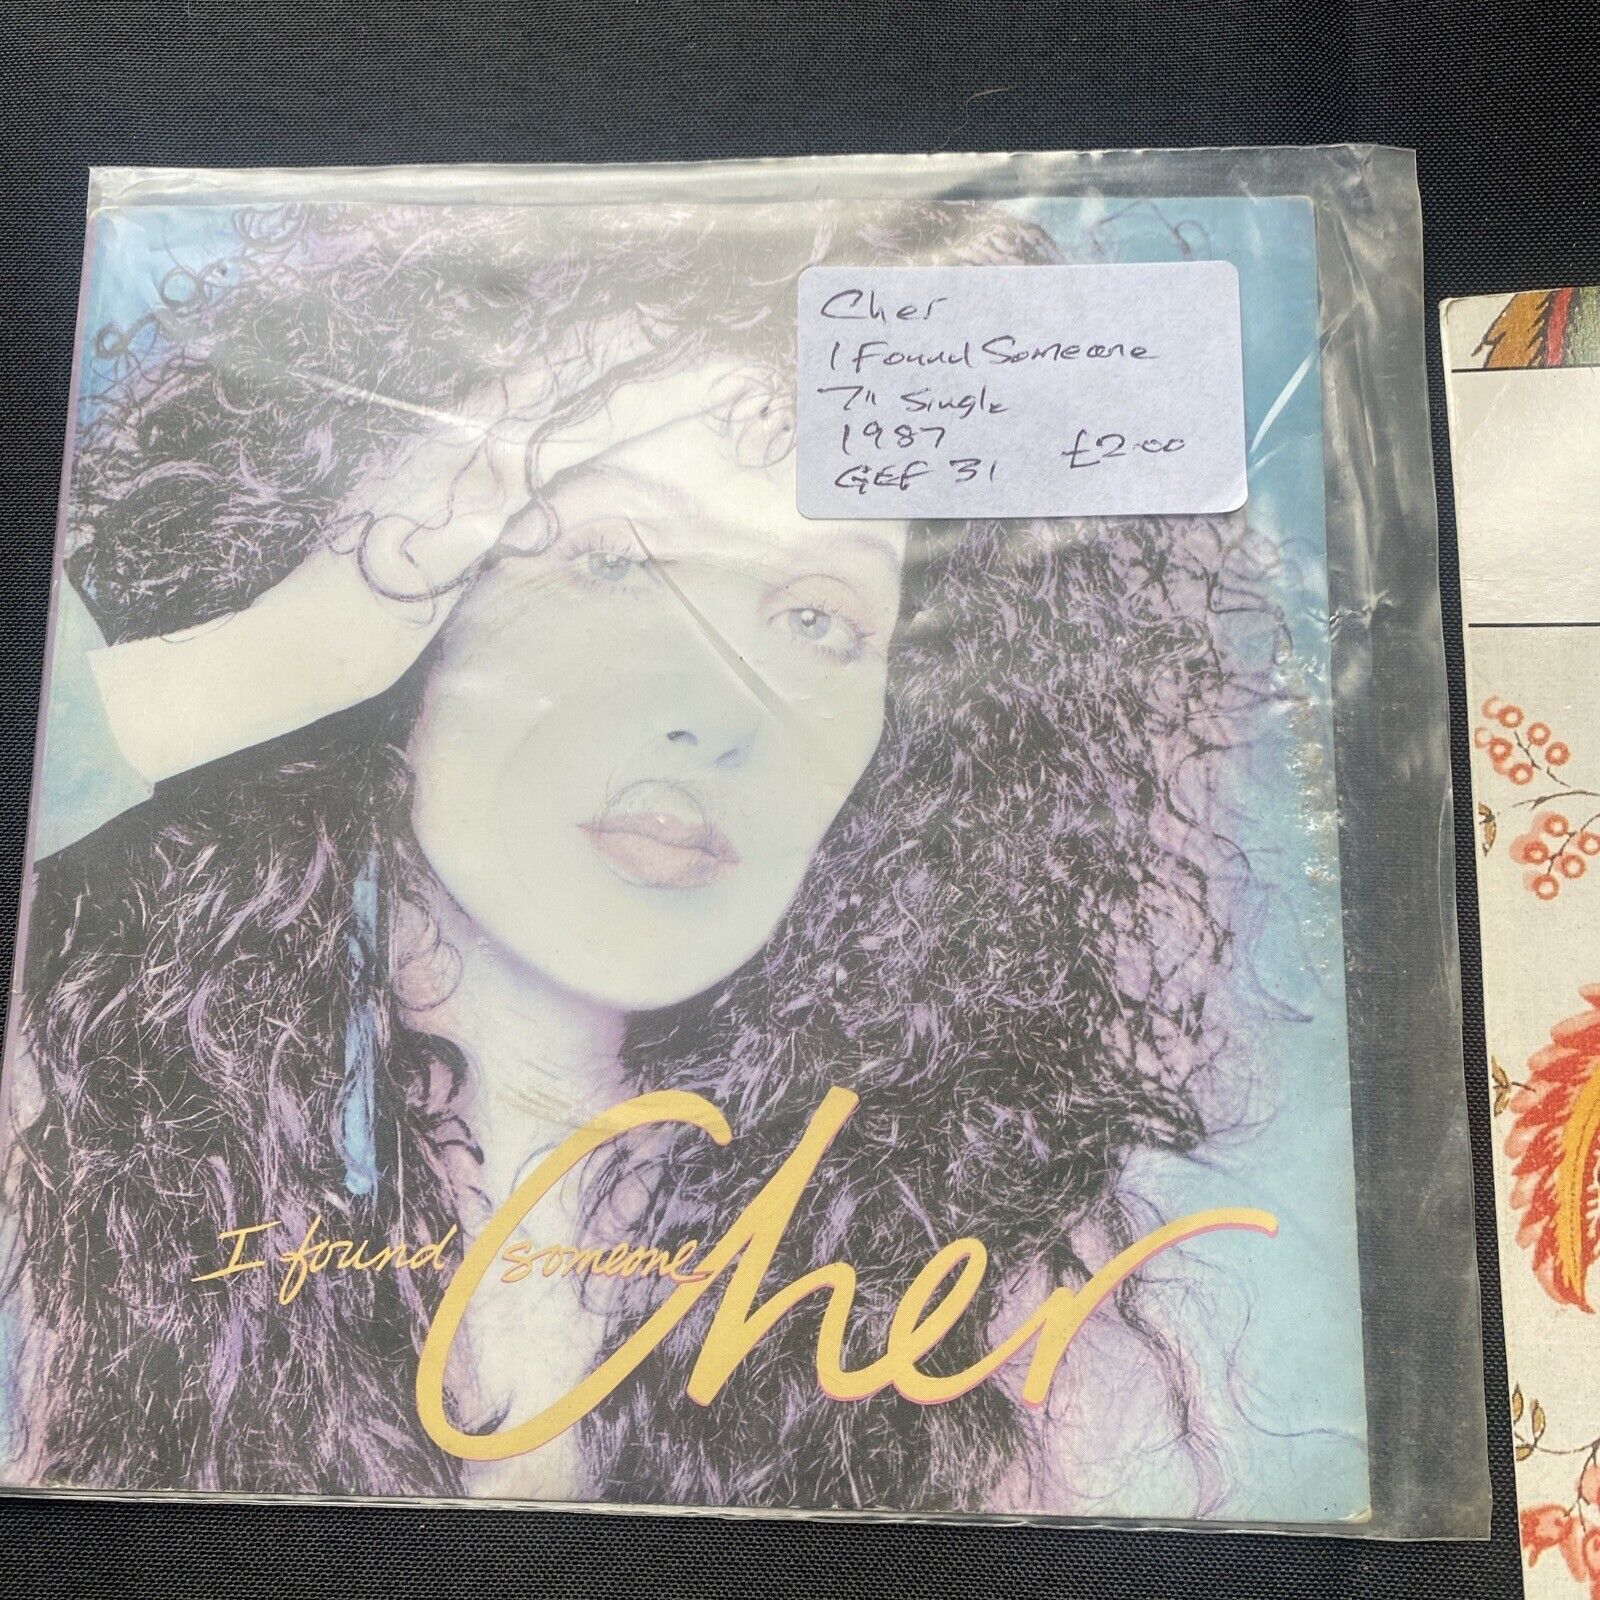 Cher
I Found Someone
7" Single
1987
GEF 31 £2.00
I found someone
Cher